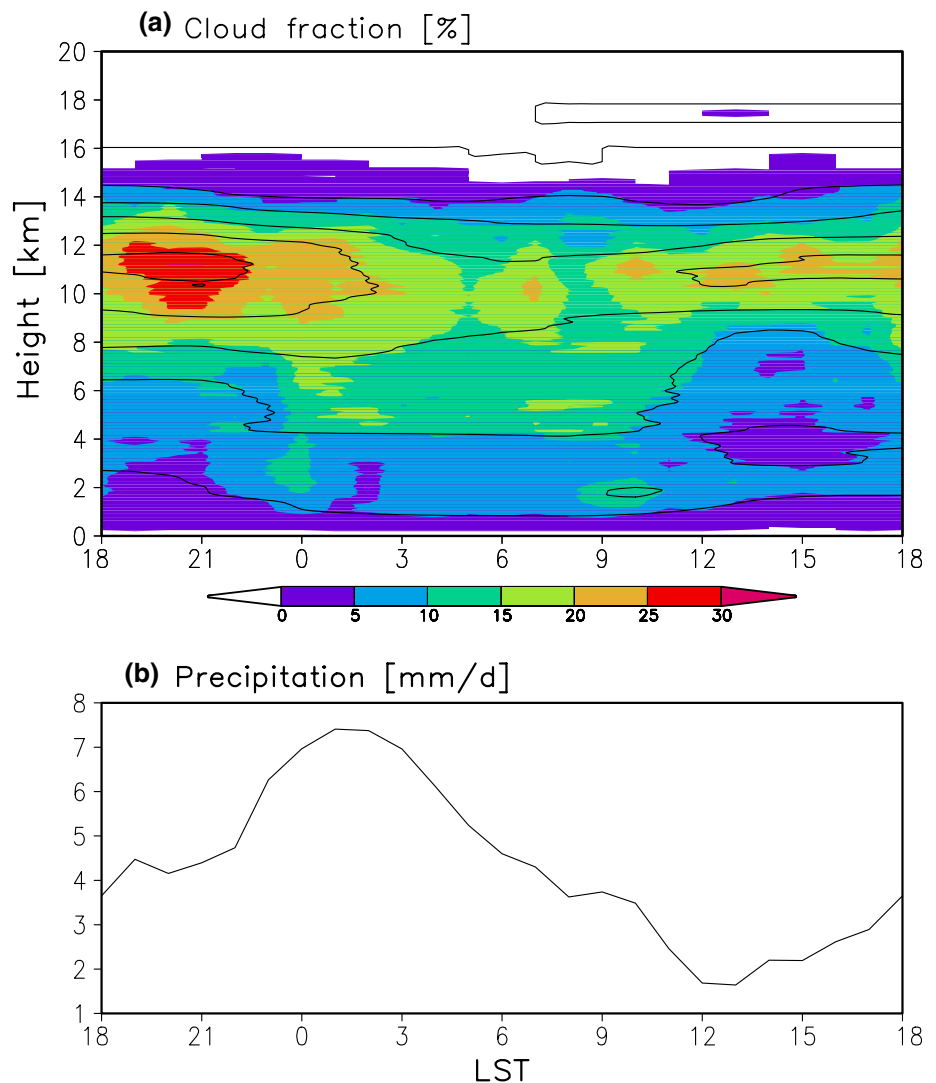 (a) Cloud fraction [%]
20
18
16
14
12
10
8
6
4
2
0
Height [km]
18 21 0 3 6 9 12 15 18
0 5 10 15 20 25 30
(b) Precipitation [mm/d]
8
7
6
5
4
3
2
1
18 21 0 3 6 9 12 15 18
LST